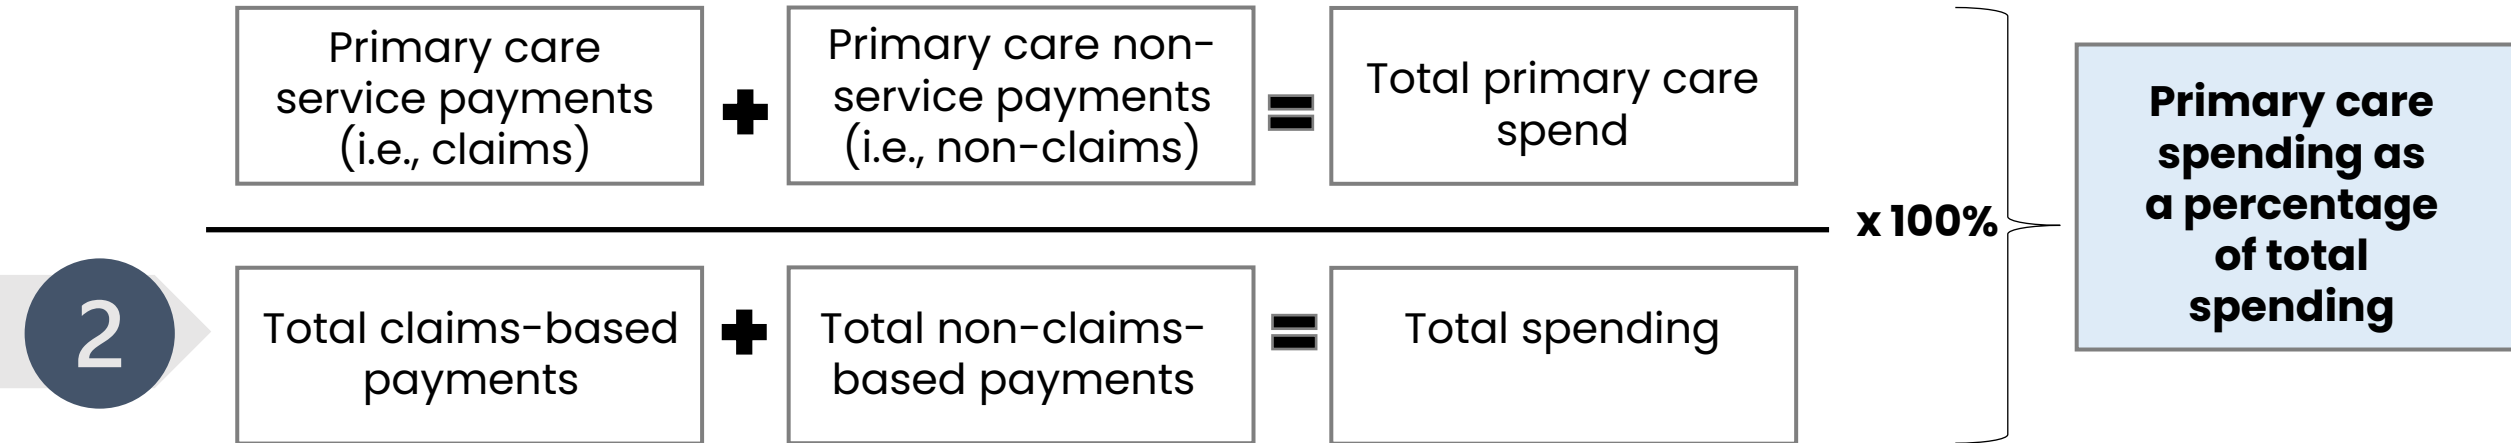 Primary care
service payments
(i.e., claims)
Primary care non-
service payments
(i.e., non-claims)
Total primary care
spend
x 100%
Primary care
spending as
a percentage
of total
spending
2
Total claims-based
payments
Total non-claims-
based payments
Total spending